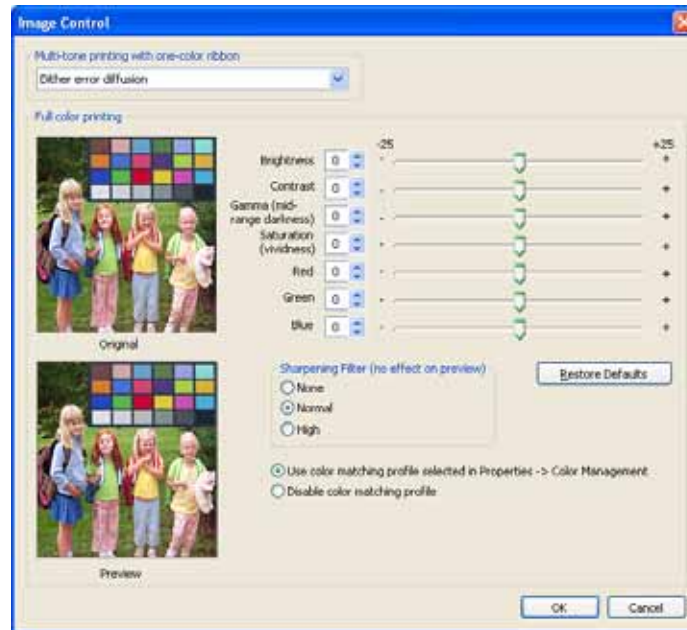 Image Control
Multi-tone printing with one-color ribbon
Dither error diffusion
Full color printing
-25
+25
Brightness 0 - +
Contrast 0 - +
Gamma (mid-
range darkness) 0 - +
Saturation
(vividness) 0 - +
Red 0 - +
Green 0 - +
Blue 0 - +
Original
Sharpening Filter (no effect on preview)
None
Normal
High
Restore Defaults
Use color matching profile selected in Properties -> Color Management
Disable color matching profile
Preview
OK
Cancel